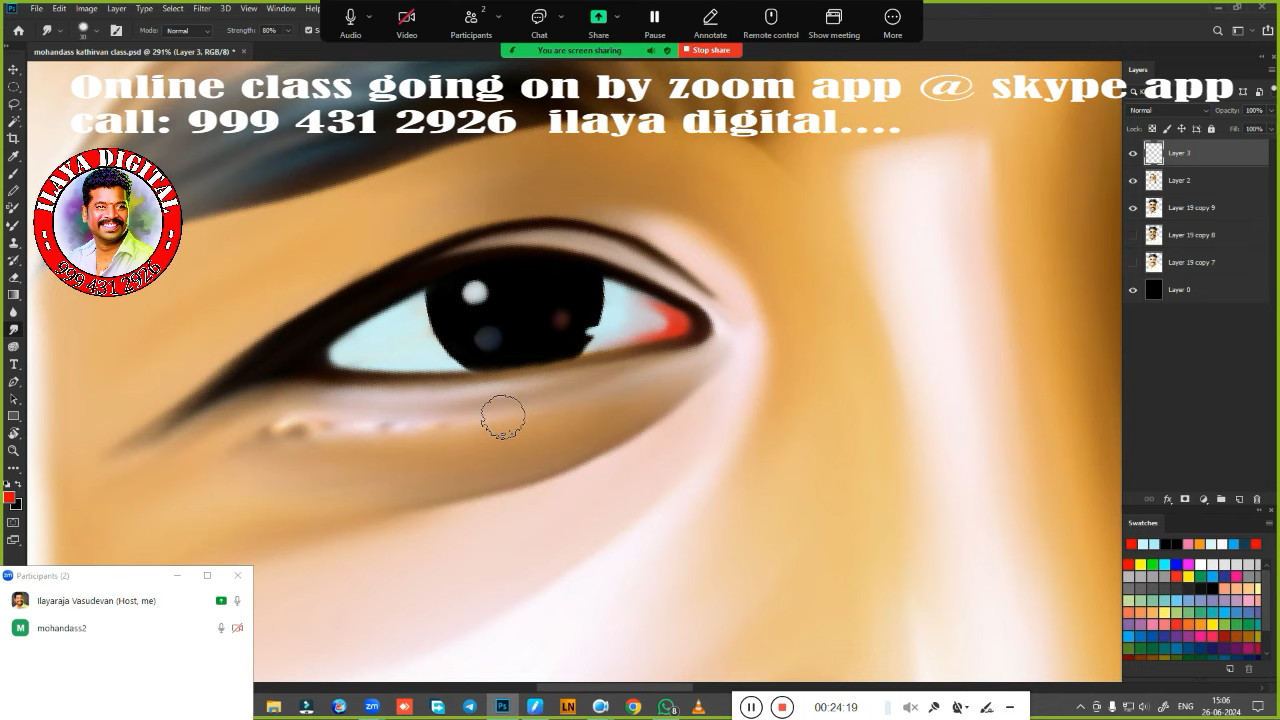 File Edit Image Layer Type Select Filter 3D View Window
Audio Video Participants 2 Chat Share Pause Annotate Remote control Show meeting More
Mode: Normal Strength: 80%
30
You are screen sharing Stop share
mohandass kathirvan class.psd @ 291% (Layer 3, RGB/8) *
Online class going on by zoom app @ skype app
call: 999 431 2926 ilaya digital....
ILAYA DIGITAL
999 431 2926
Layers
Normal Opacity: 100%
Lock: Fill: 100%
Layer 3
Layer 2
Layer 19 copy 9
Layer 19 copy 8
Layer 19 copy 7
Layer 0
Swatches
Participants (2)
Ilayaraja Vasudevan (Host, me)
M mohandass2
00:24:19
ENG
15:06
26-06-2024